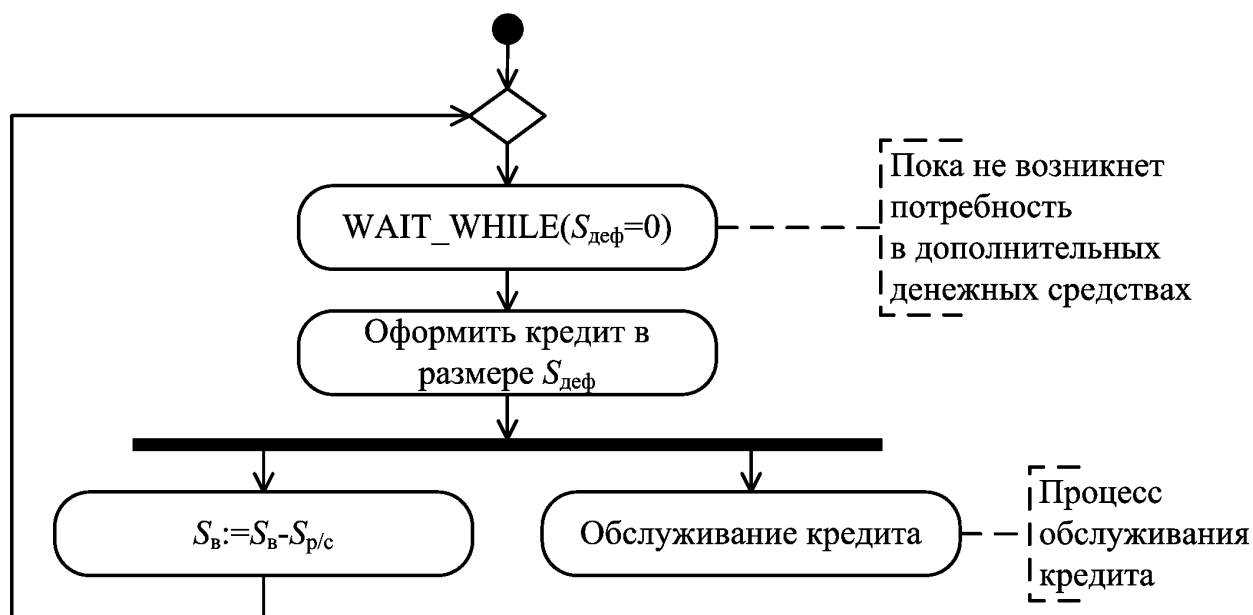 Пока не возникнет
потребность
в дополнительных
денежных средствах
WAIT_WHILE(Sдеф=0)
Оформить кредит в
размере Sдеф
Sв:=Sв-Sр/с
Обслуживание кредита
Процесс
обслуживания
кредита